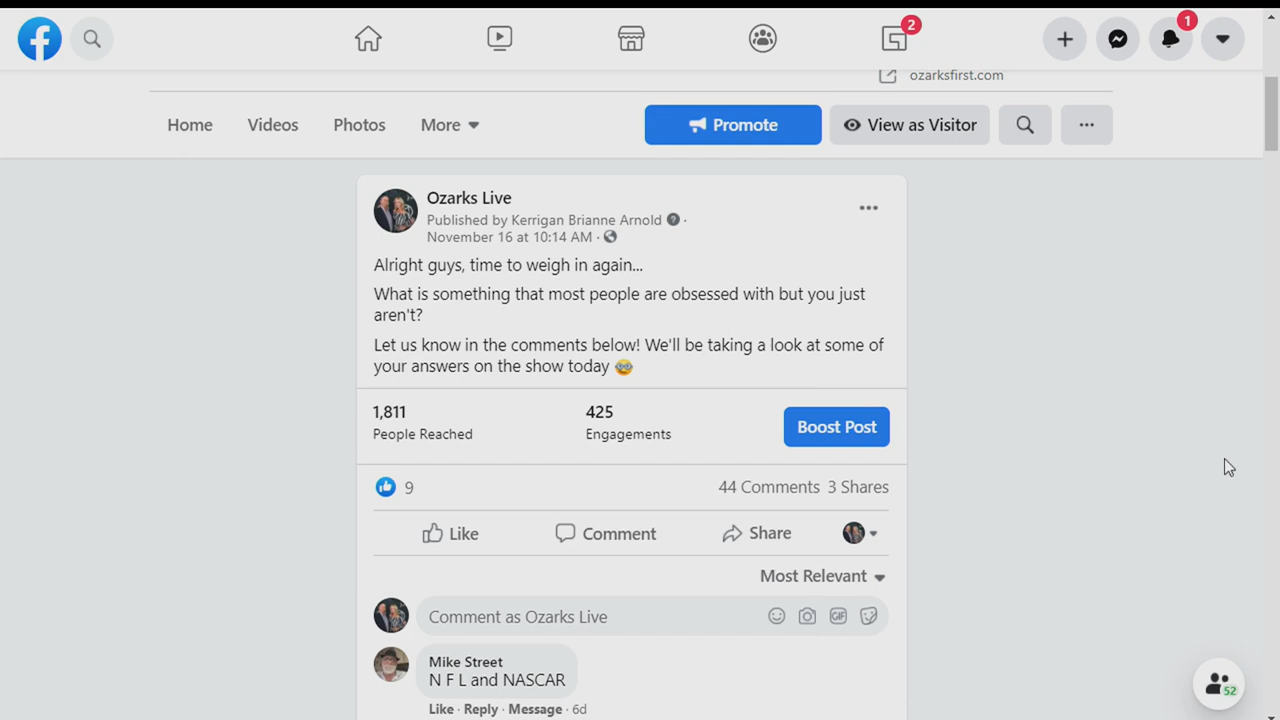 2
1
ozarksfirst.com
Home Videos Photos More Promote View as Visitor
Ozarks Live
Published by Kerrigan Brianne Arnold ·
November 16 at 10:14 AM ·
Alright guys, time to weigh in again...
What is something that most people are obsessed with but you just
aren't?
Let us know in the comments below! We'll be taking a look at some of
your answers on the show today
1,811 425
People Reached Engagements
Boost Post
9 44 Comments 3 Shares
Like Comment Share
Most Relevant
Comment as Ozarks Live GIF
Mike Street
N F L and NASCAR
Like · Reply · Message · 6d
52